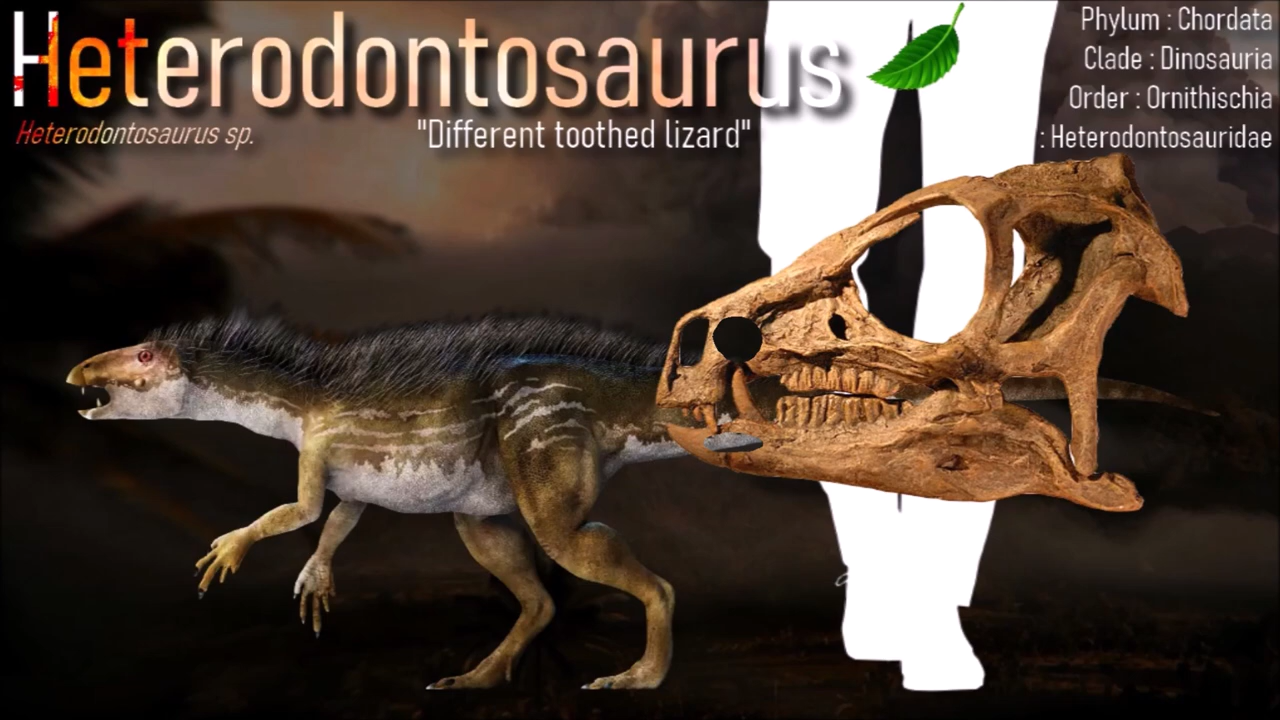 Heterodontosaurus
Heterodontosaurus sp.
"Different toothed lizard"
Phylum : Chordata
Clade : Dinosauria
Order : Ornithischia
: Heterodontosauridae